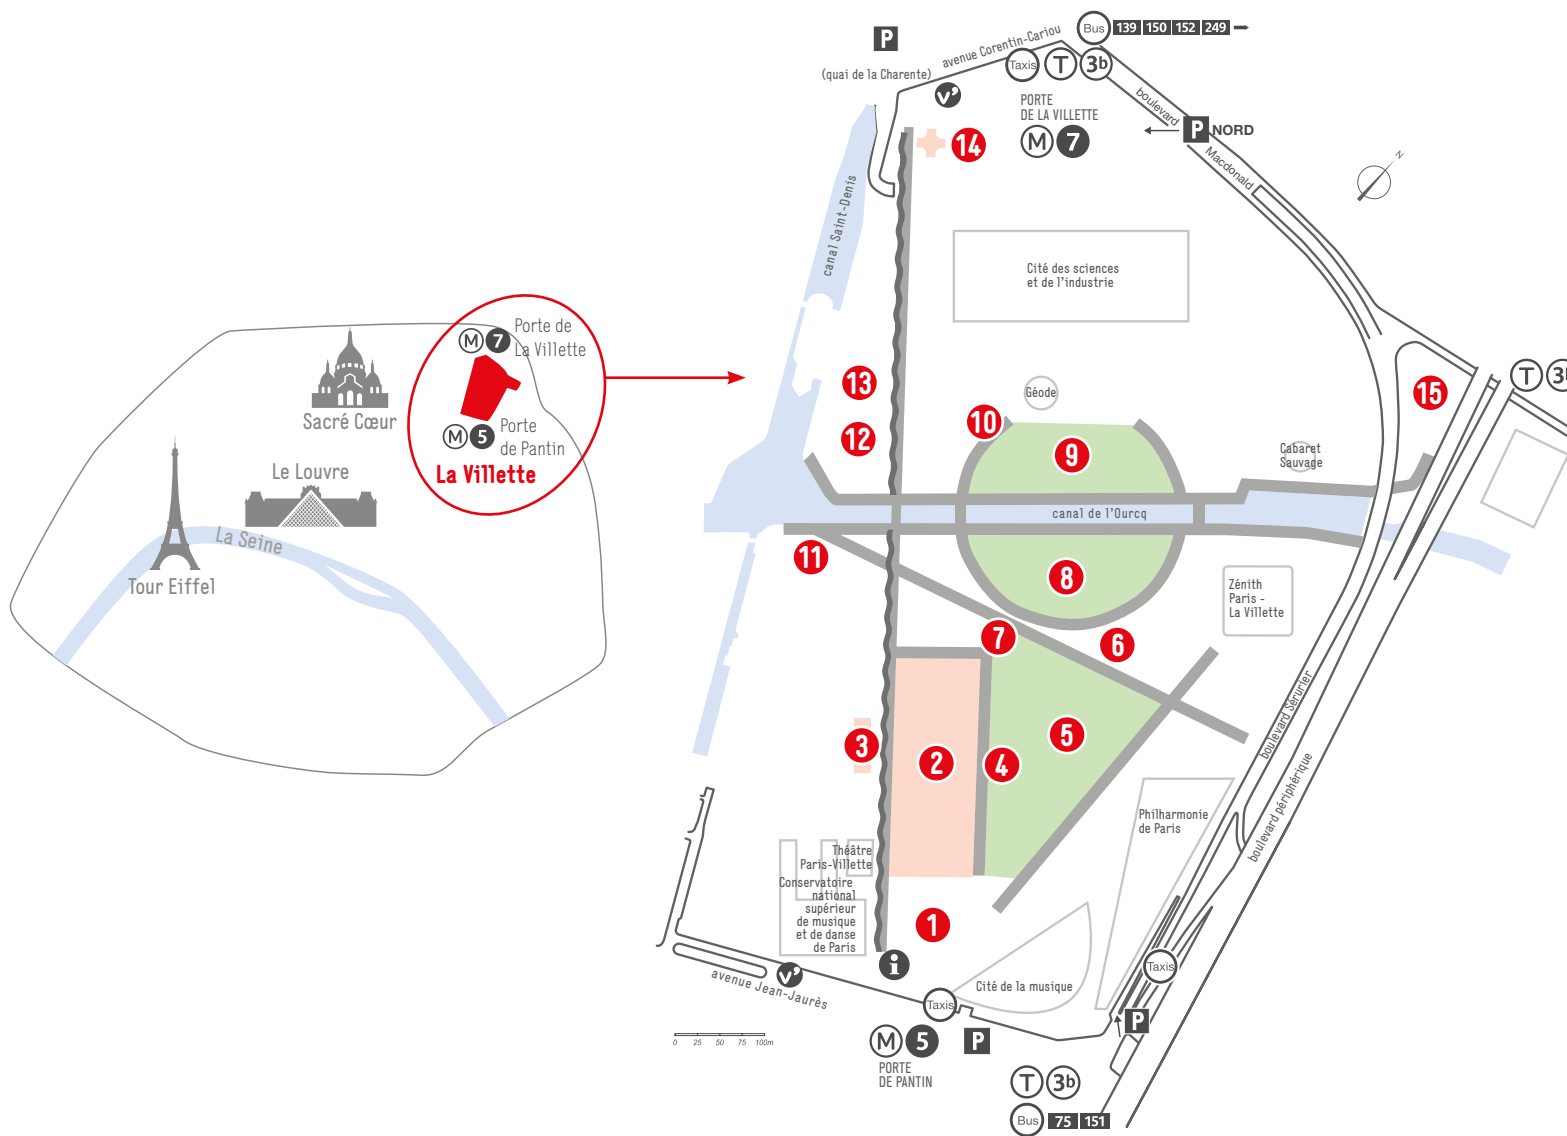 P
(quai de la Charente)
avenue Corentin-Cariou
v'
Bus 139 150 152 249
Taxis T 3b
PORTE
DE LA VILLETTE
M 7
boulevard
Macdonald
P NORD
N
14
canal Saint-Denis
Cité des sciences
et de l'industrie
M 7 Porte de
La Villette
M 5 Porte
de Pantin
La Villette
Sacré Cœur
Le Louvre
La Seine
Tour Eiffel
13
12
10
Géode
9
15
T
Cabaret
Sauvage
canal de l'Ourcq
11
8
Zénith
Paris -
La Villette
7
6
3
2
4
5
boulevard Sérurier
boulevard périphérique
Philharmonie
de Paris
Théâtre
Paris-Villette
Conservatoire
national
supérieur
de musique
et de danse
de Paris
1
i
v'
avenue Jean-Jaurès
Cité de la musique
Taxis
Taxis
P
0 25 50 75 100m
M 5
PORTE
DE PANTIN
P
T 3b
Bus 75 151